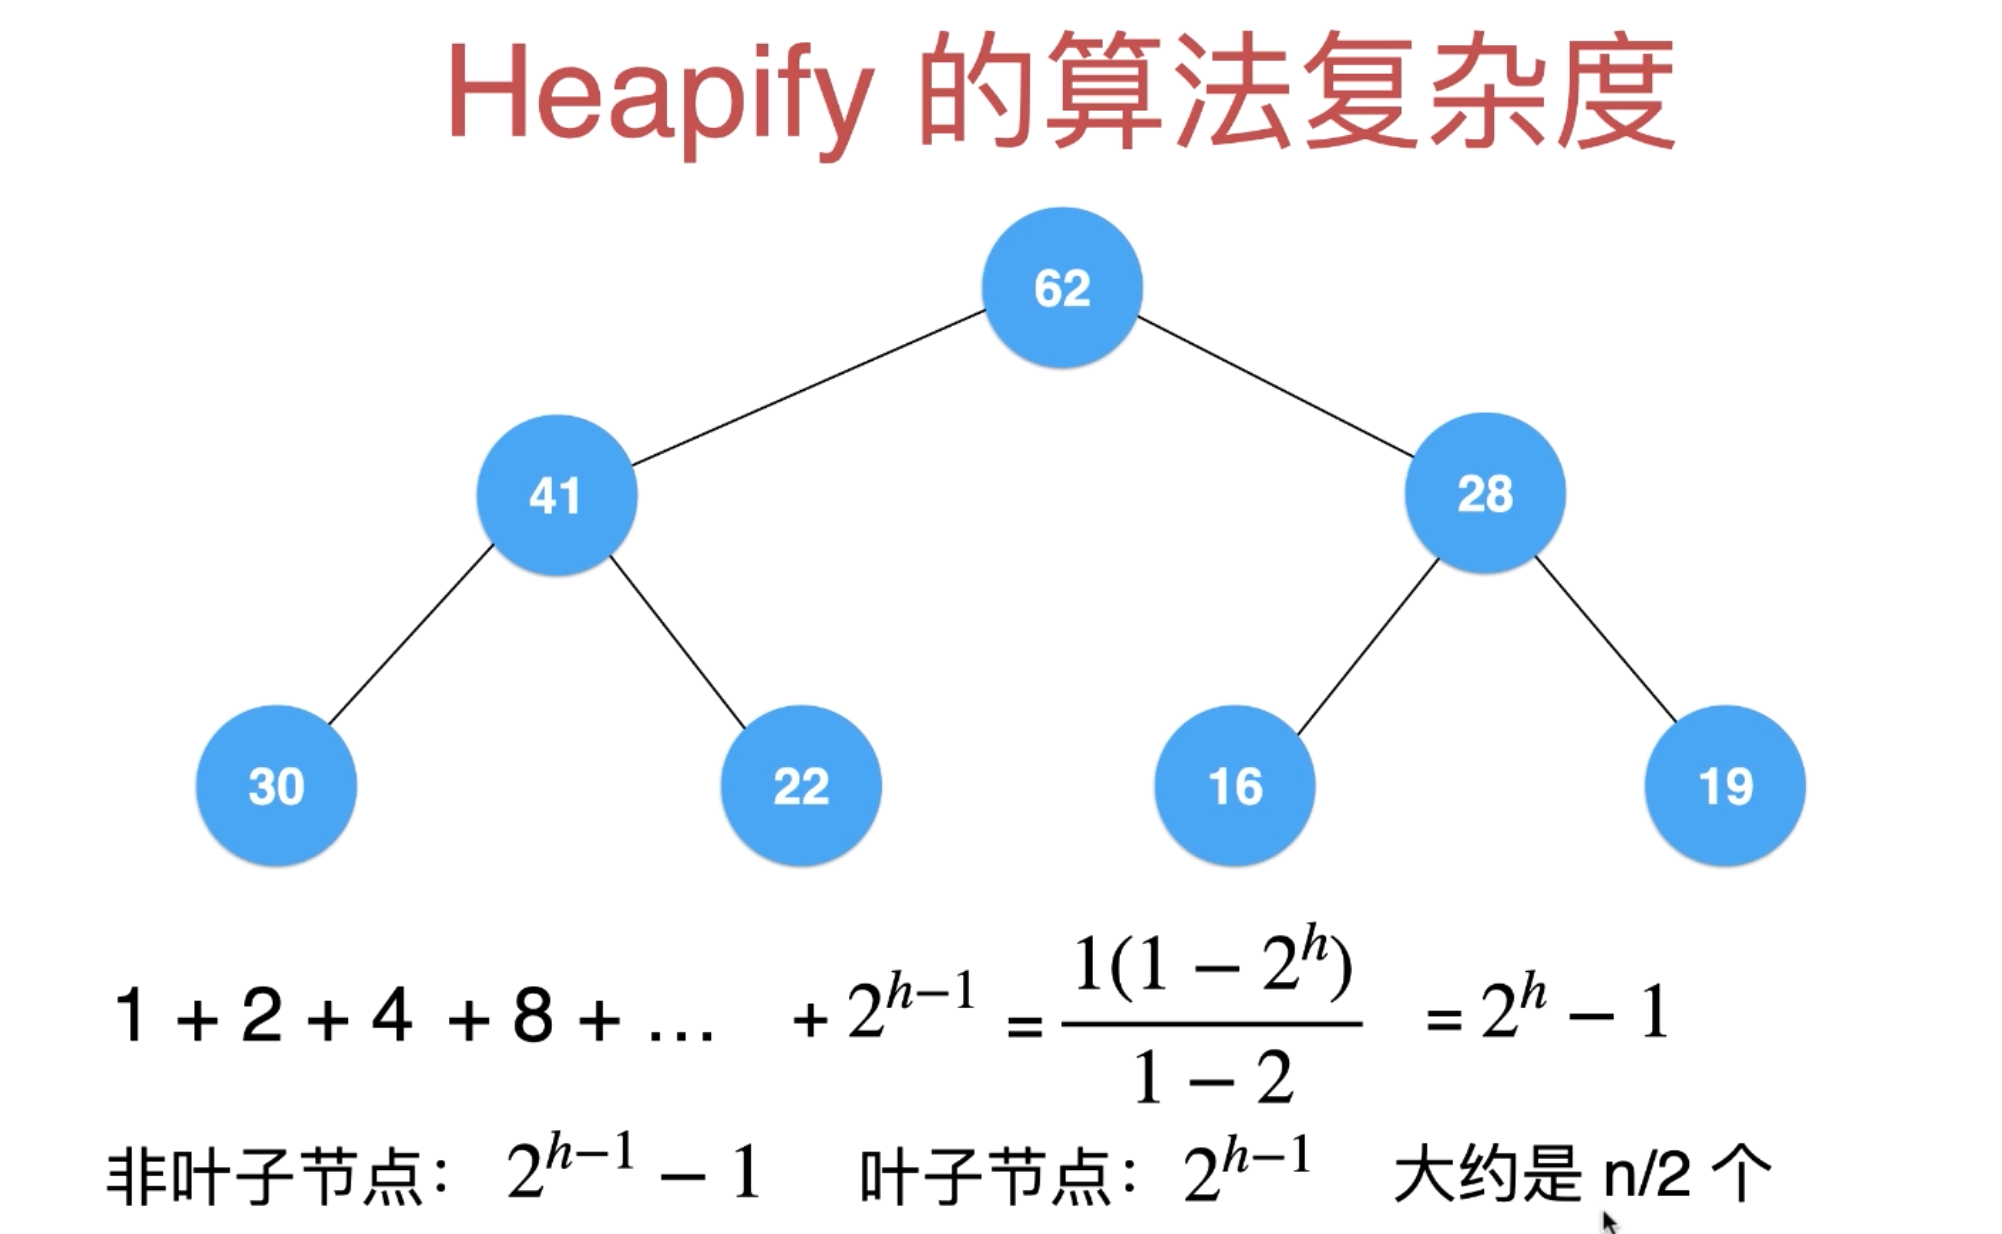 Heapify 的算法复杂度
62
41 28
30 22 16 19
1 + 2 + 4 + 8 + … + 2^{h−1} = \frac{1(1 − 2^h)}{1 − 2} = 2^h − 1
非叶子节点： 2^{h−1} − 1 叶子节点： 2^{h−1} 大约是 n/2 个